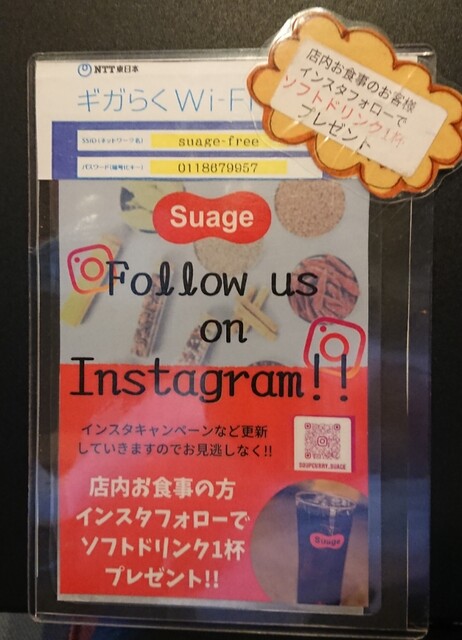 NTT東日本
ギガらくWi-Fi
SSID(ネットワーク名)
suage-free
パスワード(暗号化キー)
0118679957
店内お食事のお客様
インスタフォローで
ソフトドリンク1杯
プレゼント
Suage
Follow us
on
Instagram!!
インスタキャンペーンなど更新
していきますのでお見逃しなく!!
SOUPCURRY_SUAGE
店内お食事の方
インスタフォローで
ソフトドリンク1杯
プレゼント!!
Suage